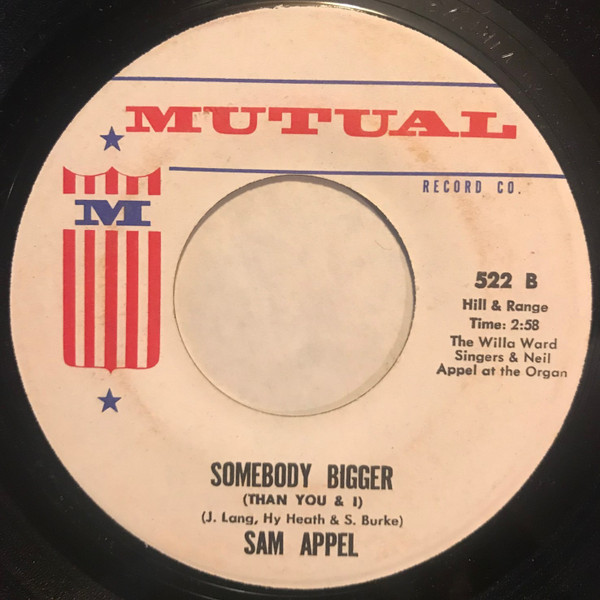 MUTUAL
RECORD CO.
M
522 B
Hill & Range
Time: 2:58
The Willa Ward
Singers & Neil
Appel at the Organ
SOMEBODY BIGGER
(THAN YOU & I)
(J. Lang, Hy Heath & S. Burke)
SAM APPEL